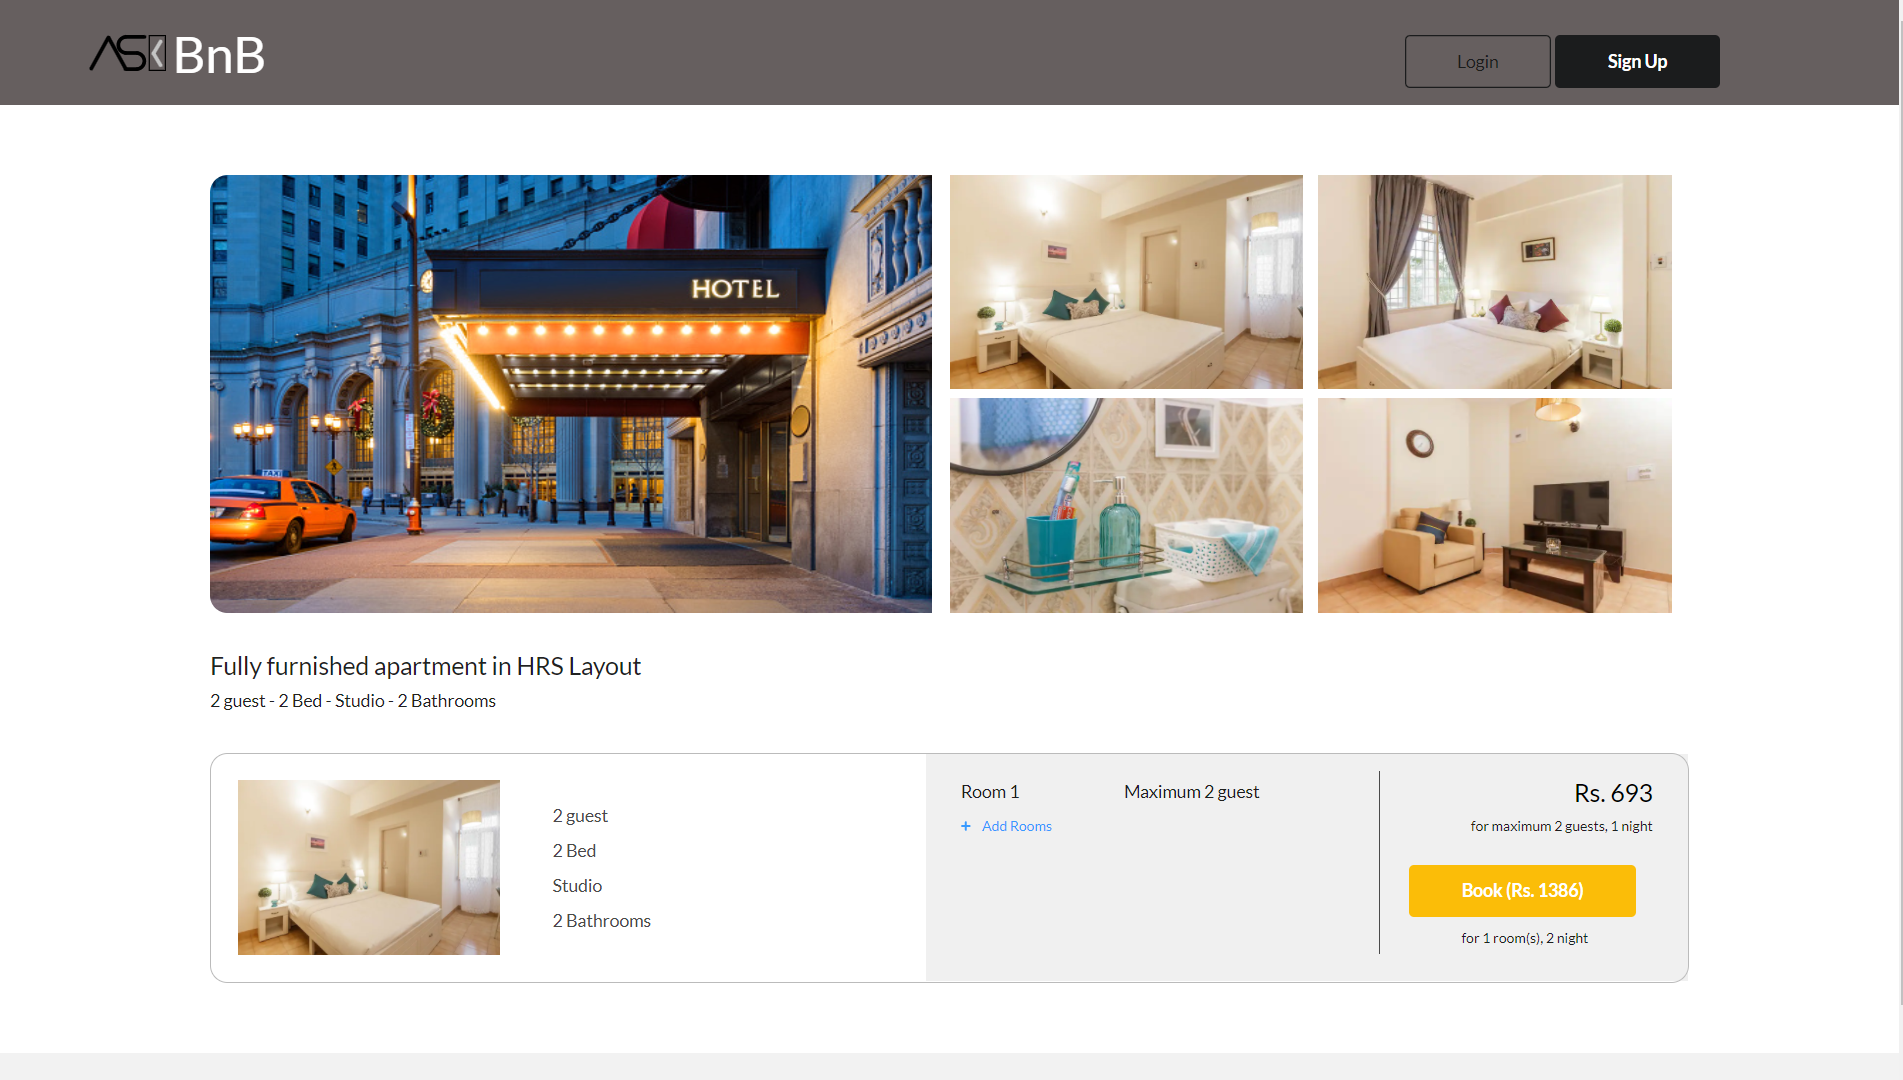 ASK BnB
Login
Sign Up
HOTEL
TAXI
Fully furnished apartment in HRS Layout
2 guest - 2 Bed - Studio - 2 Bathrooms
2 guest
2 Bed
Studio
2 Bathrooms
Room 1
Maximum 2 guest
+ Add Rooms
Rs. 693
for maximum 2 guests, 1 night
Book (Rs. 1386)
for 1 room(s), 2 night